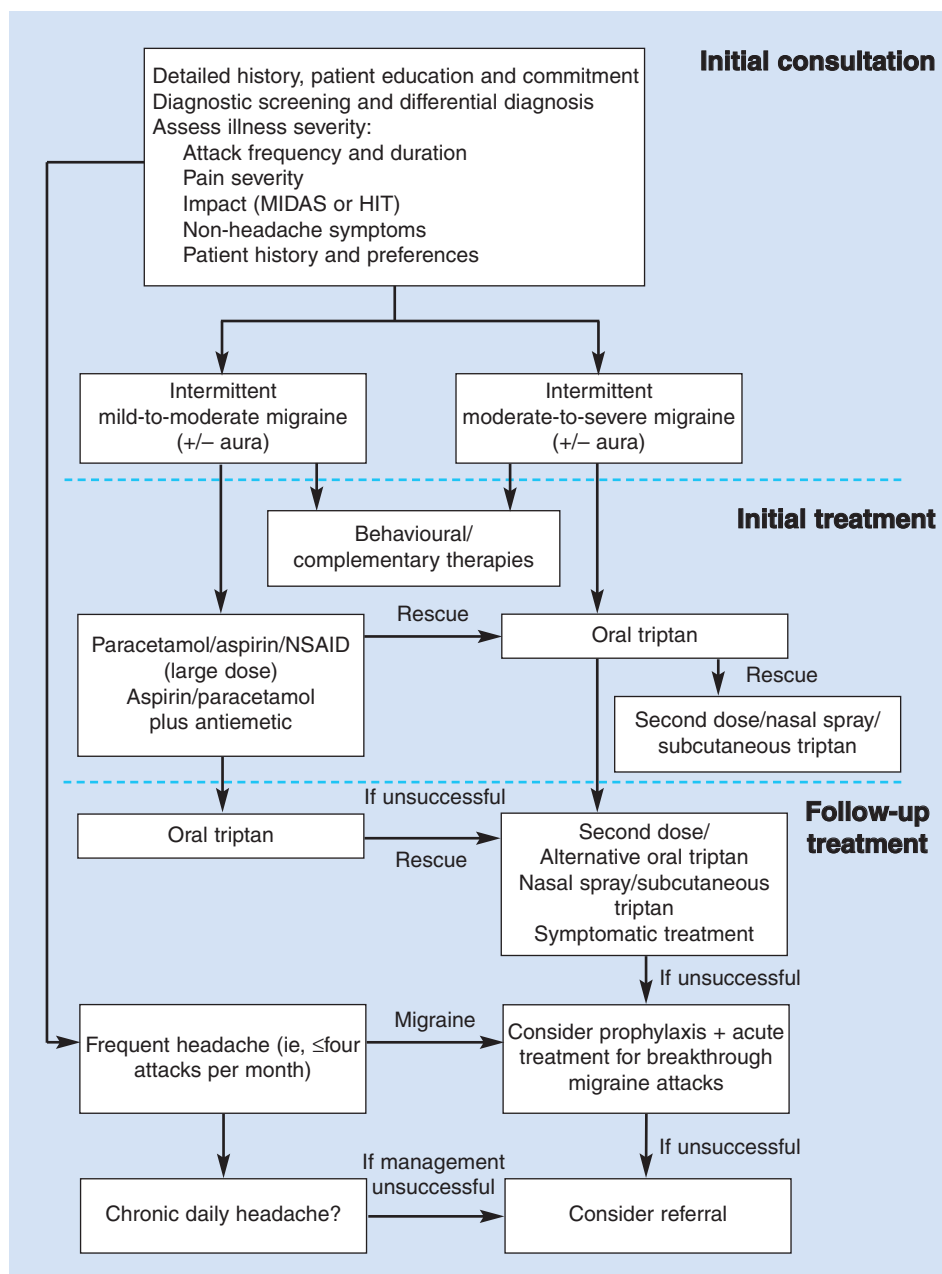 Initial consultation
Detailed history, patient education and commitment
Diagnostic screening and differential diagnosis
Assess illness severity:
Attack frequency and duration
Pain severity
Impact (MIDAS or HIT)
Non-headache symptoms
Patient history and preferences
Intermittent
mild-to-moderate migraine
(+/– aura)
Intermittent
moderate-to-severe migraine
(+/– aura)
Initial treatment
Behavioural/
complementary therapies
Paracetamol/aspirin/NSAID
(large dose)
Aspirin/paracetamol
plus antiemetic
Rescue
Oral triptan
Rescue
Second dose/nasal spray/
subcutaneous triptan
Follow-up
treatment
Oral triptan
If unsuccessful
Rescue
Second dose/
Alternative oral triptan
Nasal spray/subcutaneous
triptan
Symptomatic treatment
If unsuccessful
Frequent headache (ie, ≤four
attacks per month)
Migraine
Consider prophylaxis + acute
treatment for breakthrough
migraine attacks
If unsuccessful
Chronic daily headache?
If management
unsuccessful
Consider referral